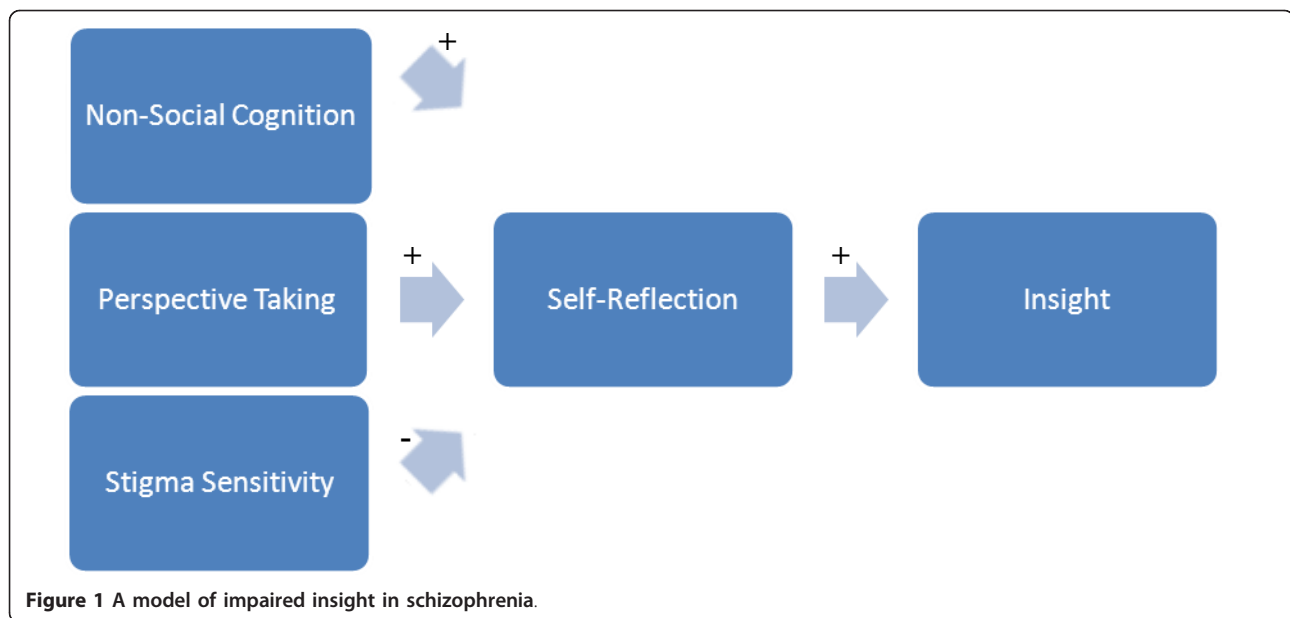 +
Non-Social Cognition
+
+
Perspective Taking
Self-Reflection
Insight
-
Stigma Sensitivity
Figure 1 A model of impaired insight in schizophrenia.